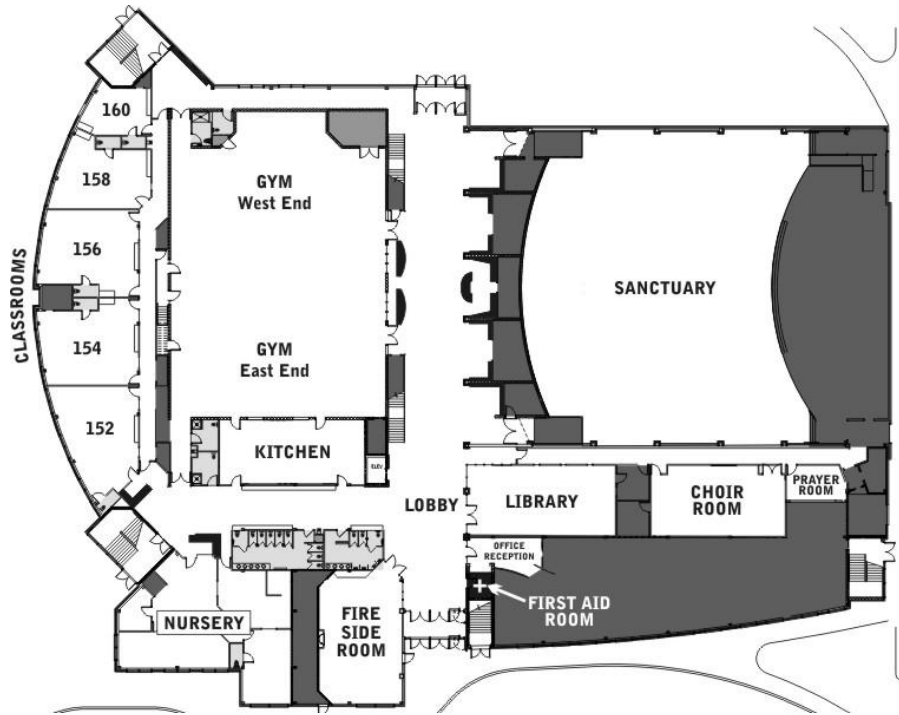 160
158
156
154
152
CLASSROOMS
GYM
West End
GYM
East End
KITCHEN
ELEV
SANCTUARY
LOBBY
LIBRARY
CHOIR
ROOM
PRAYER
ROOM
OFFICE
RECEPTION
FIRST AID
ROOM
NURSERY
FIRE
SIDE
ROOM